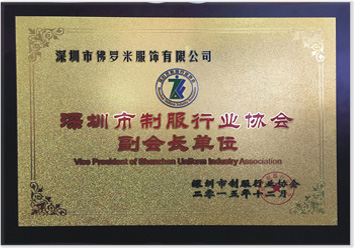 深圳市佛罗米服饰有限公司
深圳市制服行业协会
副会长单位
Vice President of Shenzhen Uniform Industry Association
深圳市制服行业协会
二零一五年十二月